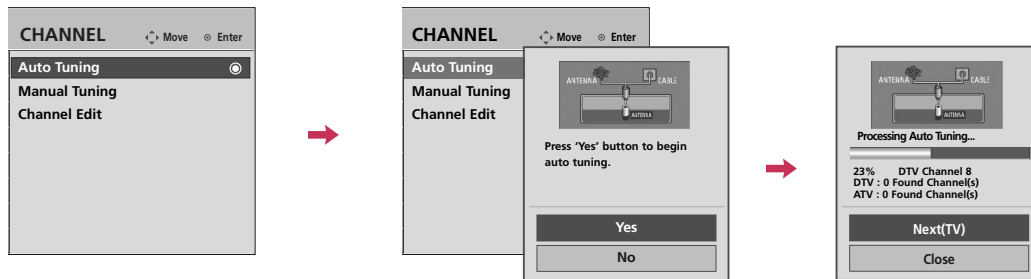 CHANNEL Move Enter
Auto Tuning
Manual Tuning
Channel Edit
CHANNEL Move Enter
Auto Tuning
Manual Tuning
Channel Edit
ANTENNA CABLE
ANTENNA
Press ‘Yes’ button to begin
auto tuning.
Yes
No
ANTENNA CABLE
ANTENNA
Processing Auto Tuning...
23% DTV Channel 8
DTV : 0 Found Channel(s)
ATV : 0 Found Channel(s)
Next(TV)
Close